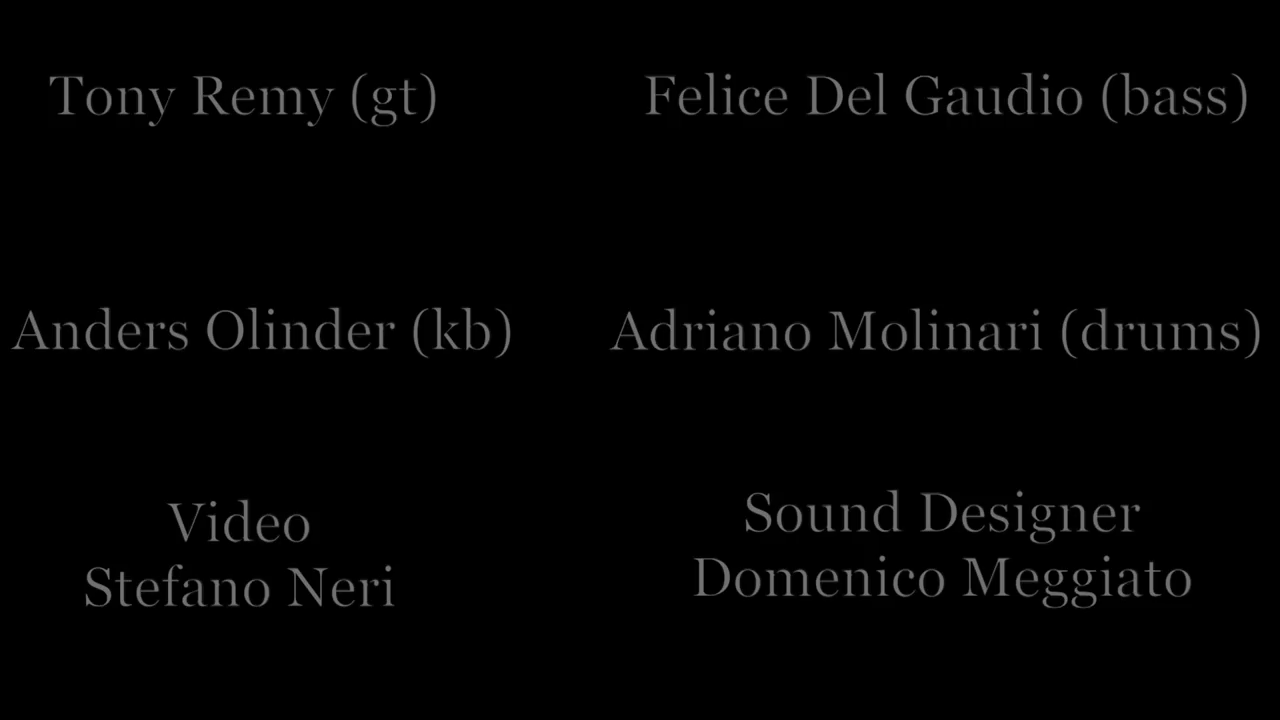 Tony Remy (gt)
Felice Del Gaudio (bass)
Anders Olinder (kb)
Adriano Molinari (drums)
Video
Stefano Neri
Sound Designer
Domenico Meggiato